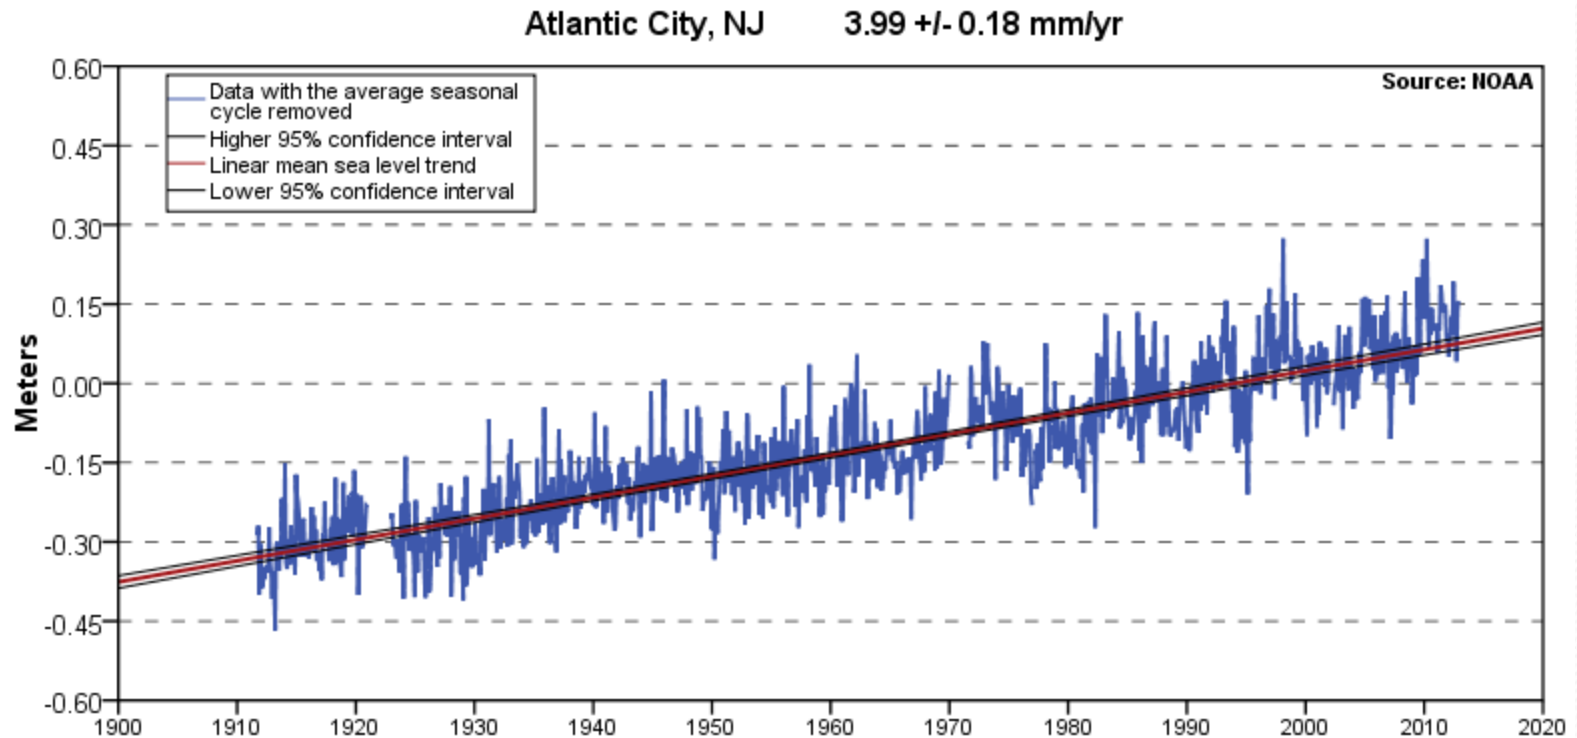 Atlantic City, NJ 3.99 +/- 0.18 mm/yr
Source: NOAA
Data with the average seasonal
cycle removed
Higher 95% confidence interval
Linear mean sea level trend
Lower 95% confidence interval
Meters
0.60
0.45
0.30
0.15
0.00
-0.15
-0.30
-0.45
-0.60
1900 1910 1920 1930 1940 1950 1960 1970 1980 1990 2000 2010 2020